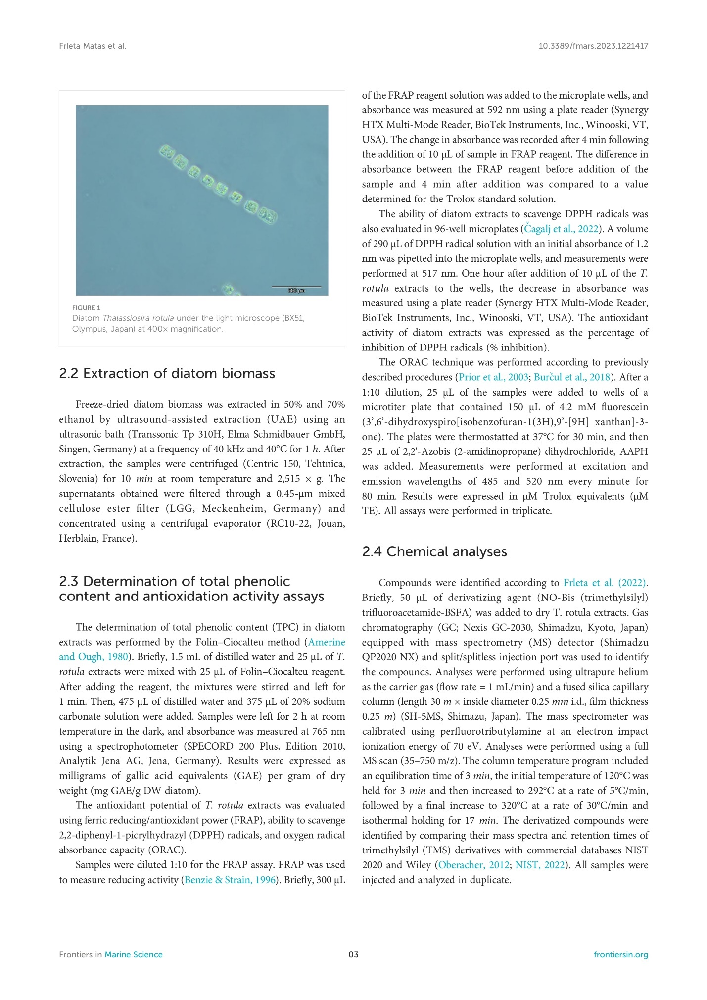 Frleta Matas et al.
10.3389/fmars.2023.1221417
500 µm
FIGURE 1
Diatom Thalassiosira rotula under the light microscope (BX51,
Olympus, Japan) at 400× magnification.
2.2 Extraction of diatom biomass
Freeze-dried diatom biomass was extracted in 50% and 70%
ethanol by ultrasound-assisted extraction (UAE) using an
ultrasonic bath (Transsonic Tp 310H, Elma Schmidbauer GmbH,
Singen, Germany) at a frequency of 40 kHz and 40°C for 1 h. After
extraction, the samples were centrifuged (Centric 150, Tehtnica,
Slovenia) for 10 min at room temperature and 2,515 × g. The
supernatants obtained were filtered through a 0.45-µm mixed
cellulose ester filter (LGG, Meckenheim, Germany) and
concentrated using a centrifugal evaporator (RC10-22, Jouan,
Herblain, France).
2.3 Determination of total phenolic
content and antioxidation activity assays
The determination of total phenolic content (TPC) in diatom
extracts was performed by the Folin–Ciocalteu method (Amerine
and Ough, 1980). Briefly, 1.5 mL of distilled water and 25 µL of T.
rotula extracts were mixed with 25 µL of Folin–Ciocalteu reagent.
After adding the reagent, the mixtures were stirred and left for
1 min. Then, 475 µL of distilled water and 375 µL of 20% sodium
carbonate solution were added. Samples were left for 2 h at room
temperature in the dark, and absorbance was measured at 765 nm
using a spectrophotometer (SPECORD 200 Plus, Edition 2010,
Analytik Jena AG, Jena, Germany). Results were expressed as
milligrams of gallic acid equivalents (GAE) per gram of dry
weight (mg GAE/g DW diatom).
The antioxidant potential of T. rotula extracts was evaluated
using ferric reducing/antioxidant power (FRAP), ability to scavenge
2,2-diphenyl-1-picrylhydrazyl (DPPH) radicals, and oxygen radical
absorbance capacity (ORAC).
Samples were diluted 1:10 for the FRAP assay. FRAP was used
to measure reducing activity (Benzie & Strain, 1996). Briefly, 300 µL
of the FRAP reagent solution was added to the microplate wells, and
absorbance was measured at 592 nm using a plate reader (Synergy
HTX Multi-Mode Reader, BioTek Instruments, Inc., Winooski, VT,
USA). The change in absorbance was recorded after 4 min following
the addition of 10 µL of sample in FRAP reagent. The difference in
absorbance between the FRAP reagent before addition of the
sample and 4 min after addition was compared to a value
determined for the Trolox standard solution.
The ability of diatom extracts to scavenge DPPH radicals was
also evaluated in 96-well microplates (Čagalj et al., 2022). A volume
of 290 µL of DPPH radical solution with an initial absorbance of 1.2
nm was pipetted into the microplate wells, and measurements were
performed at 517 nm. One hour after addition of 10 µL of the T.
rotula extracts to the wells, the decrease in absorbance was
measured using a plate reader (Synergy HTX Multi-Mode Reader,
BioTek Instruments, Inc., Winooski, VT, USA). The antioxidant
activity of diatom extracts was expressed as the percentage of
inhibition of DPPH radicals (% inhibition).
The ORAC technique was performed according to previously
described procedures (Prior et al., 2003; Burčul et al., 2018). After a
1:10 dilution, 25 µL of the samples were added to wells of a
microtiter plate that contained 150 µL of 4.2 mM fluorescein
(3’,6’-dihydroxyspiro[isobenzofuran-1(3H),9’-[9H] xanthan]-3-
one). The plates were thermostatted at 37°C for 30 min, and then
25 µL of 2,2'-Azobis (2-amidinopropane) dihydrochloride, AAPH
was added. Measurements were performed at excitation and
emission wavelengths of 485 and 520 nm every minute for
80 min. Results were expressed in µM Trolox equivalents (µM
TE). All assays were performed in triplicate.
2.4 Chemical analyses
Compounds were identified according to Frleta et al. (2022).
Briefly, 50 µL of derivatizing agent (NO-Bis (trimethylsilyl)
trifluoroacetamide-BSFA) was added to dry T. rotula extracts. Gas
chromatography (GC; Nexis GC-2030, Shimadzu, Kyoto, Japan)
equipped with mass spectrometry (MS) detector (Shimadzu
QP2020 NX) and split/splitless injection port was used to identify
the compounds. Analyses were performed using ultrapure helium
as the carrier gas (flow rate = 1 mL/min) and a fused silica capillary
column (length 30 m × inside diameter 0.25 mm i.d., film thickness
0.25 m) (SH-5MS, Shimazu, Japan). The mass spectrometer was
calibrated using perfluorotributylamine at an electron impact
ionization energy of 70 eV. Analyses were performed using a full
MS scan (35–750 m/z). The column temperature program included
an equilibration time of 3 min, the initial temperature of 120°C was
held for 3 min and then increased to 292°C at a rate of 5°C/min,
followed by a final increase to 320°C at a rate of 30°C/min and
isothermal holding for 17 min. The derivatized compounds were
identified by comparing their mass spectra and retention times of
trimethylsilyl (TMS) derivatives with commercial databases NIST
2020 and Wiley (Oberacher, 2012; NIST, 2022). All samples were
injected and analyzed in duplicate.
Frontiers in Marine Science
03
frontiersin.org